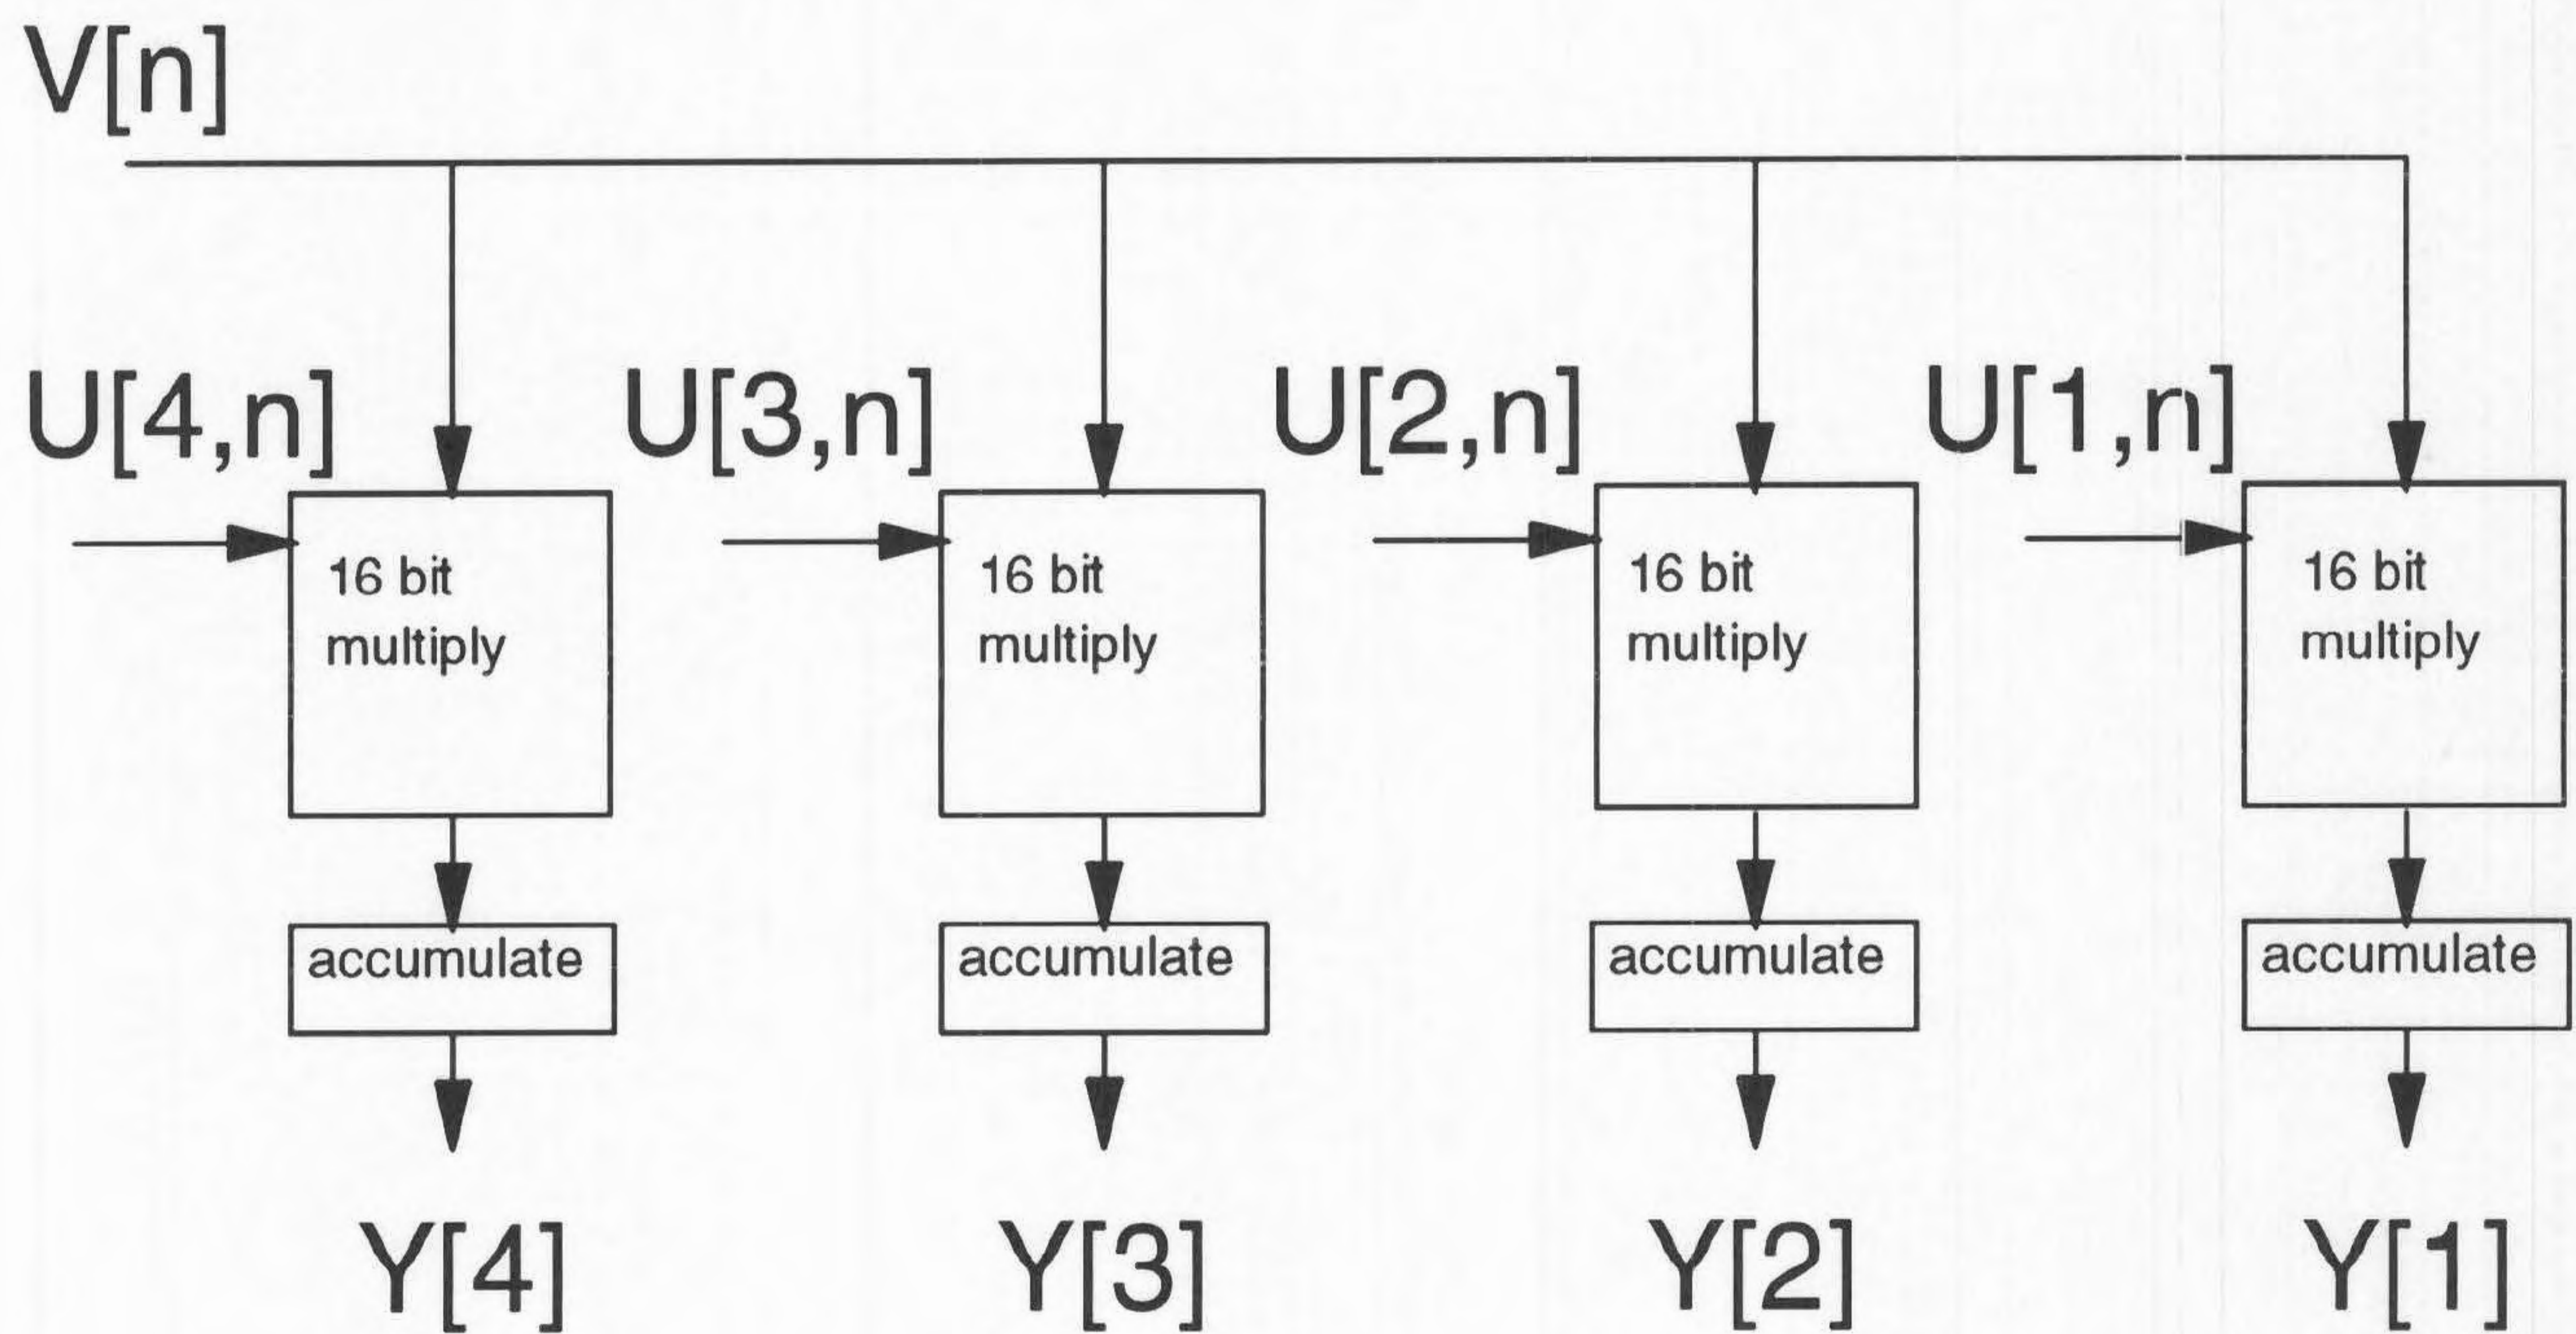 V[n]
U[4,n] U[3,n] U[2,n] U[1,n]
16 bit 16 bit 16 bit 16 bit
multiply multiply multiply multiply
accumulate accumulate accumulate accumulate
Y[4] Y[3] Y[2] Y[1]